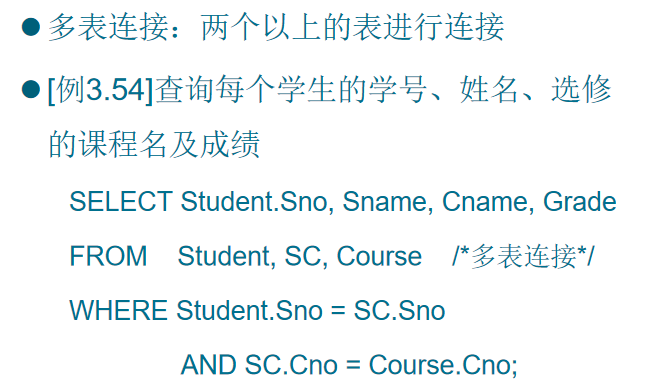 ●多表连接：两个以上的表进行连接
●[例3.54]查询每个学生的学号、姓名、选修
的课程名及成绩
SELECT Student.Sno, Sname, Cname, Grade
FROM Student, SC, Course /*多表连接*/
WHERE Student.Sno = SC.Sno
AND SC.Cno = Course.Cno;